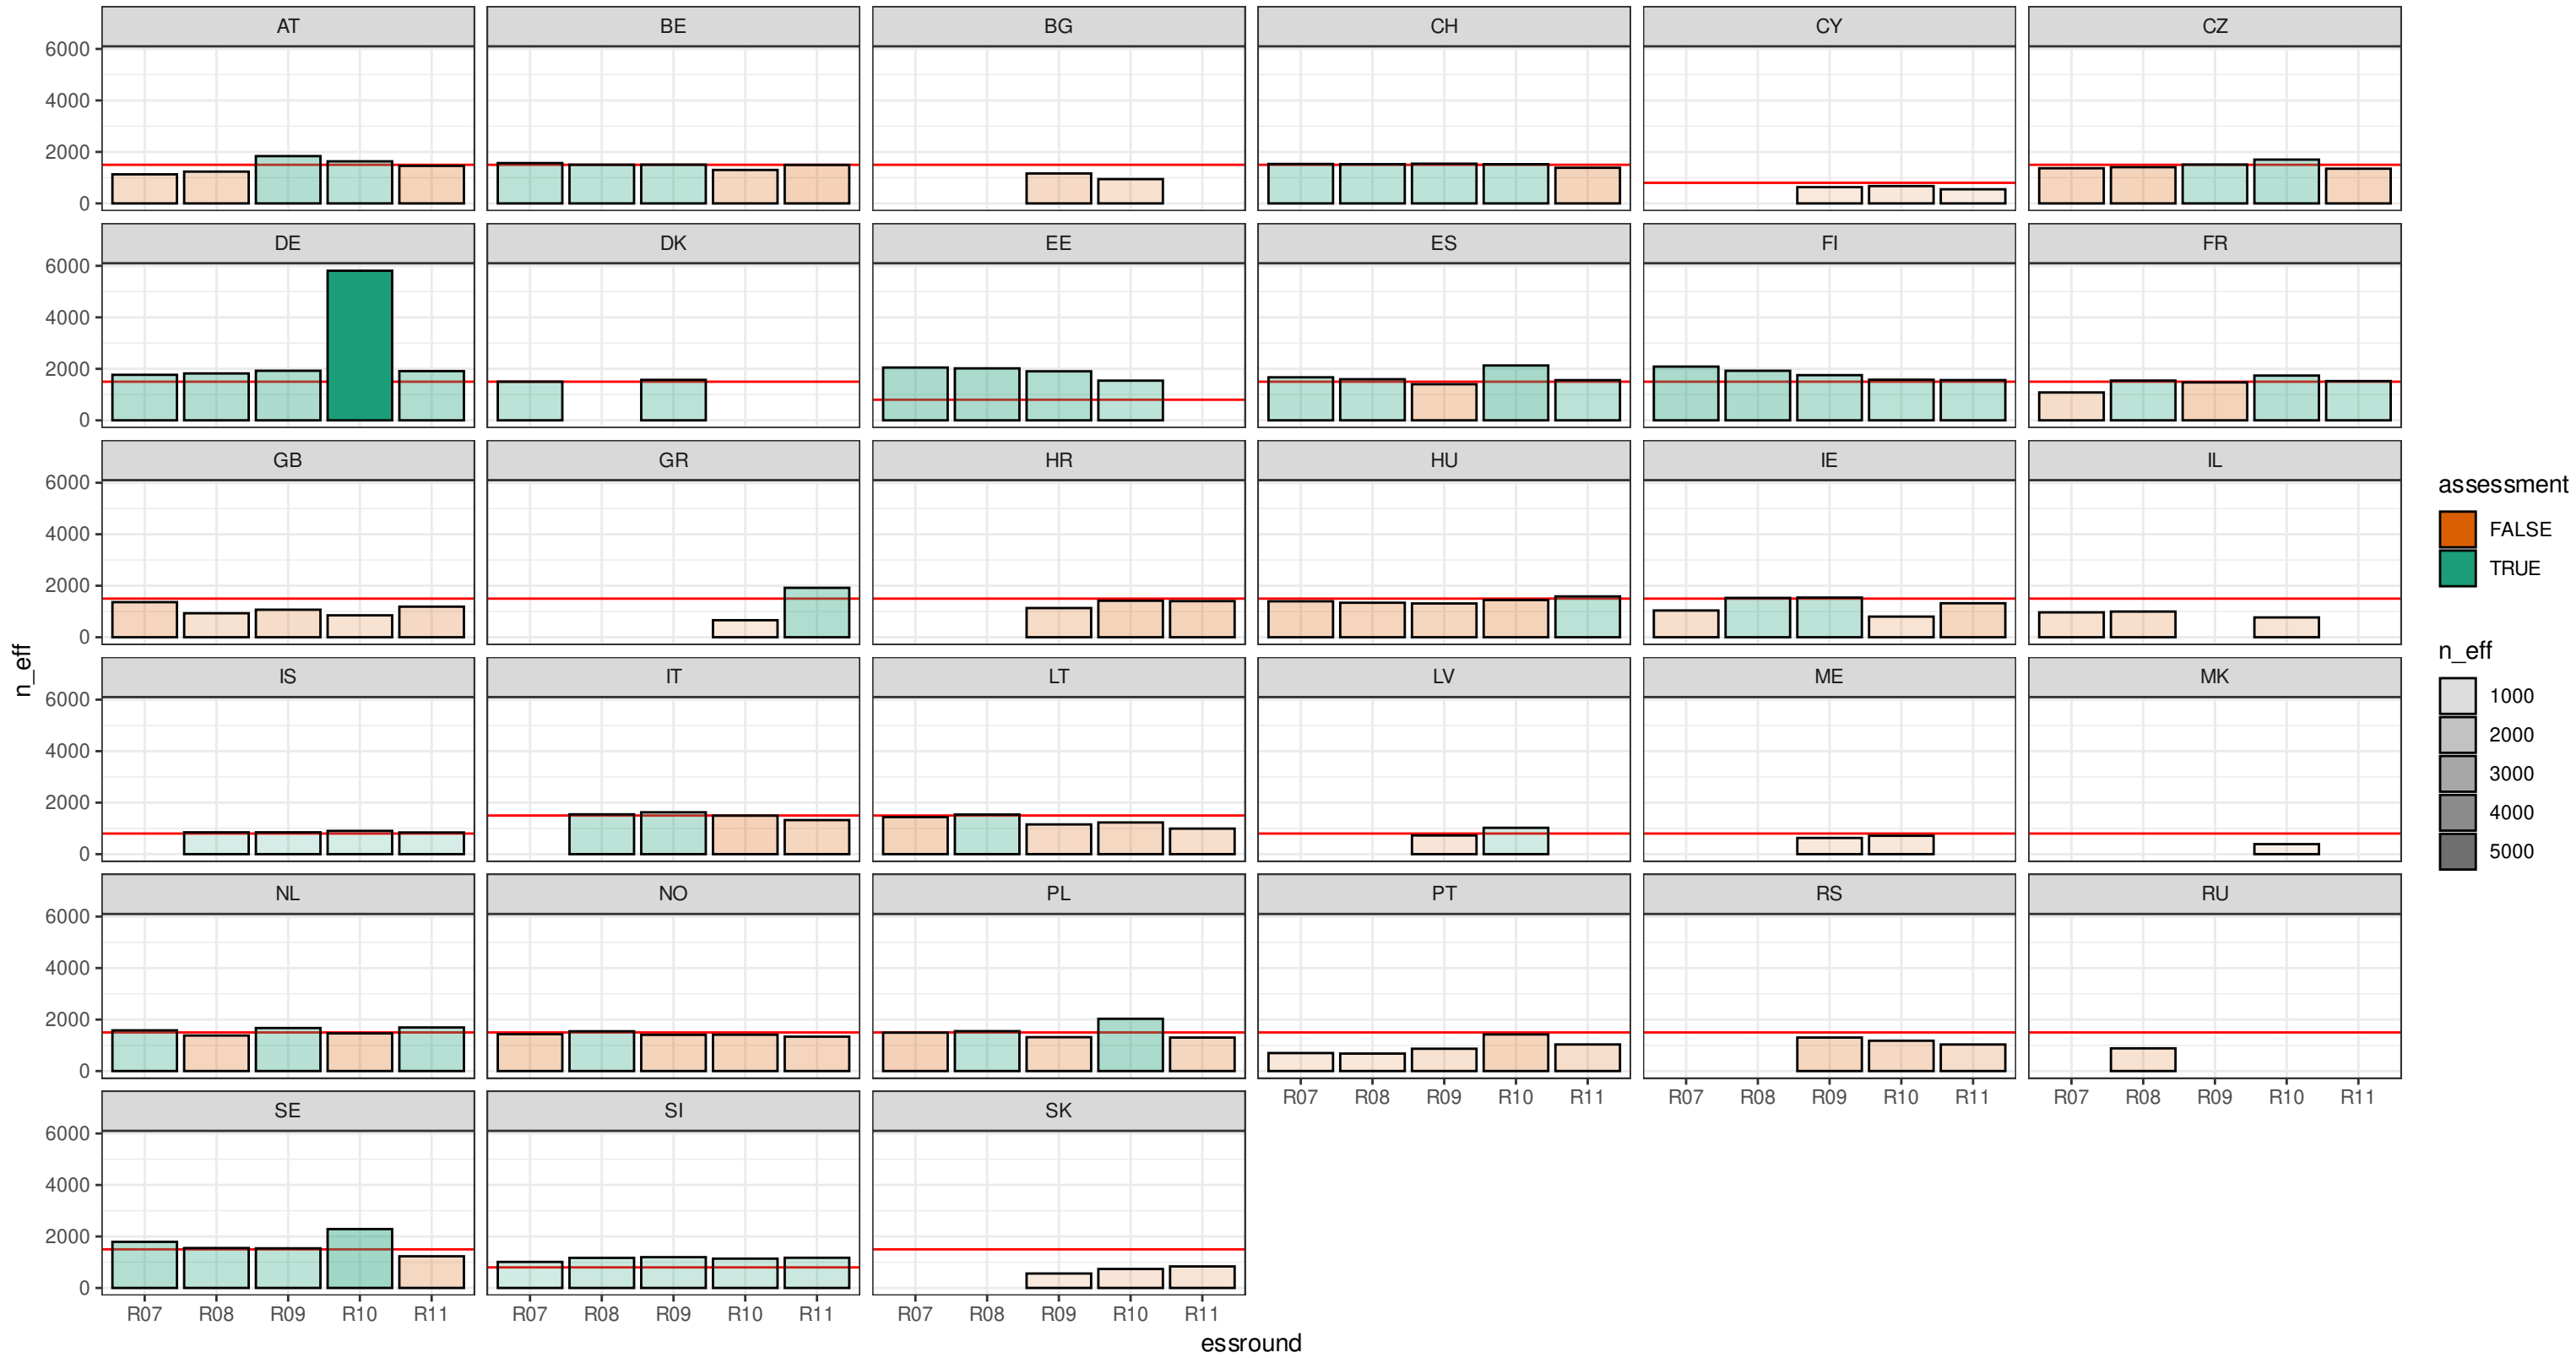 AT BE BG CH CY CZ
6000
4000
2000
0
DE DK EE ES FI FR
6000
4000
2000
0
GB GR HR HU IE IL
6000
4000
2000
0
IS IT LT LV ME MK
6000
4000
2000
0
NL NO PL PT RS RU
6000
4000
2000
0
R07 R08 R09 R10 R11 R07 R08 R09 R10 R11 R07 R08 R09 R10 R11
SE SI SK
6000
4000
2000
0
R07 R08 R09 R10 R11 R07 R08 R09 R10 R11 R07 R08 R09 R10 R11
essround
n_eff
assessment
FALSE
TRUE
n_eff
1000
2000
3000
4000
5000